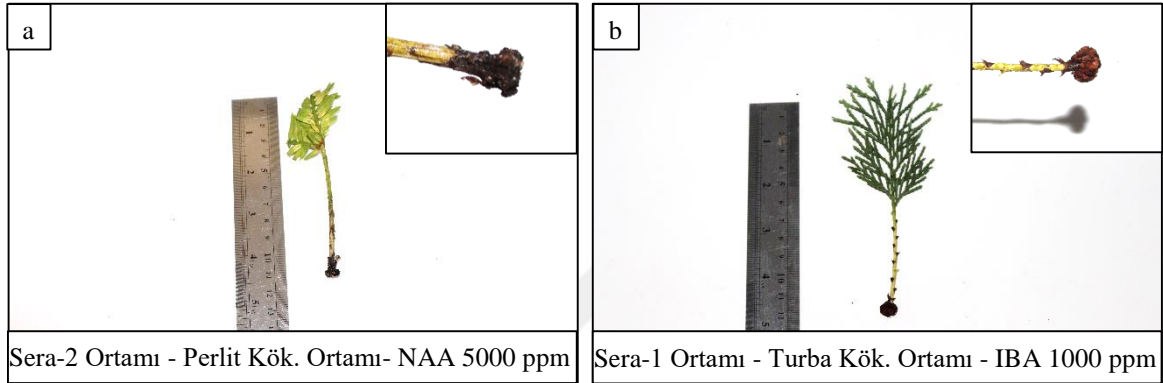 a
b
Sera-2 Ortamı - Perlit Kök. Ortamı- NAA 5000 ppm
Sera-1 Ortamı - Turba Kök. Ortamı - IBA 1000 ppm